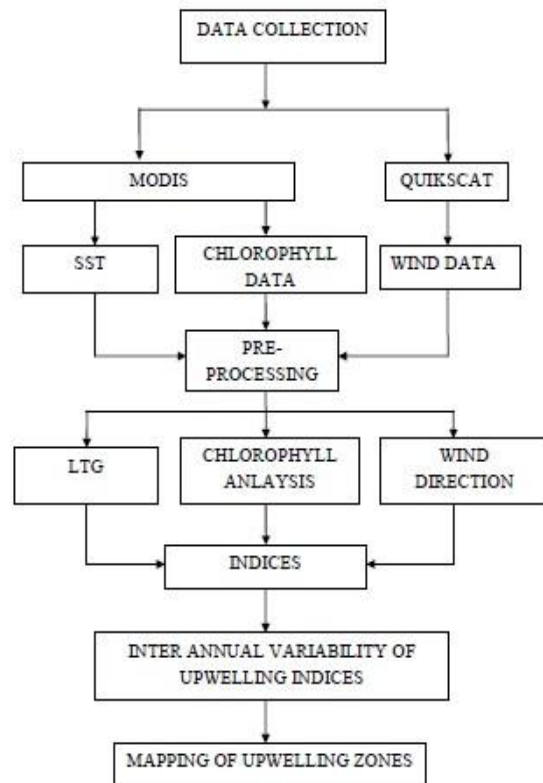 DATA COLLECTION
MODIS
QUIKSCAT
SST
CHLOROPHYLL
DATA
WIND DATA
PRE-
PROCESSING
LTG
CHLOROPHYLL
ANLAYSIS
WIND
DIRECTION
INDICES
INTER ANNUAL VARIABILITY OF
UPWELLING INDICES
MAPPING OF UPWELLING ZONES